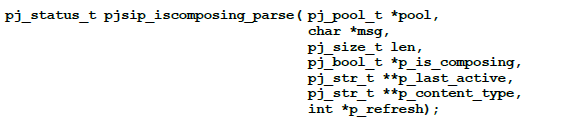 pj_status_t pjsip_iscomposing_parse( pj_pool_t *pool,
char *msg,
pj_size_t len,
pj_bool_t *p_is_composing,
pj_str_t **p_last_active,
pj_str_t **p_content_type,
int *p_refresh);